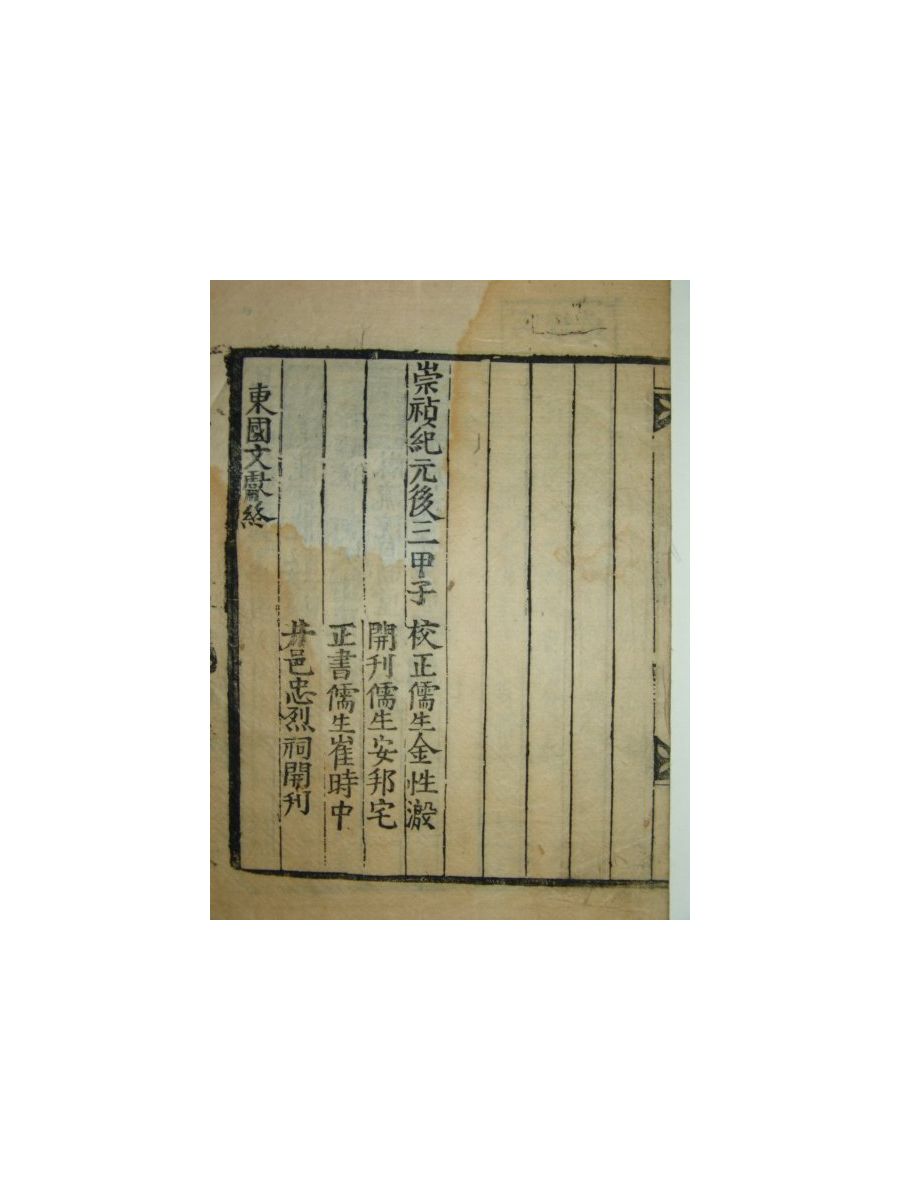 崇禎紀元後三甲子 校正儒生金性溵
開刊儒生安邦宅
正書儒生崔時中
井邑忠烈祠開刊
東國文獻終